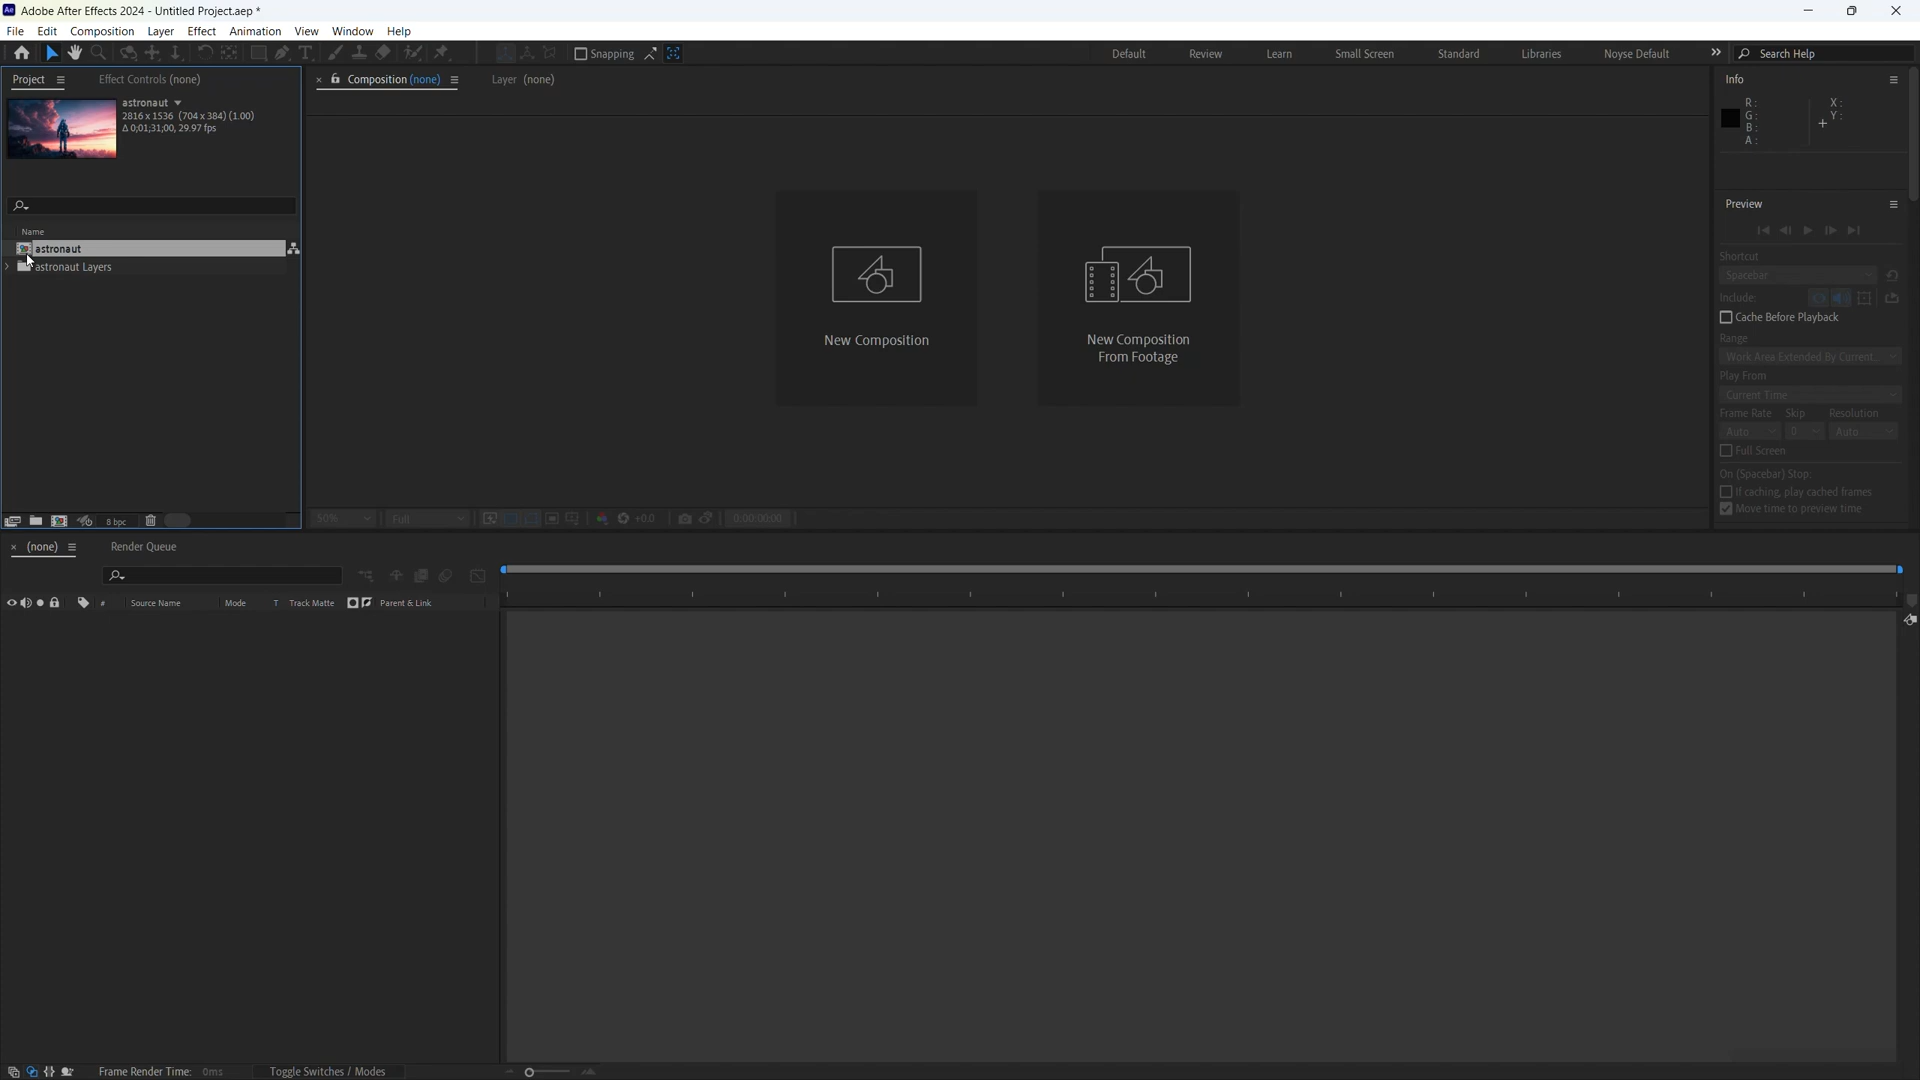 Ae Adobe After Effects 2024 - Untitled Project.aep *
File Edit Composition Layer Effect Animation View Window Help
Snapping Default Review Learn Small Screen Standard Libraries Noyse Default Search Help
Project Effect Controls (none) Composition (none) Layer (none) Info
astronaut
2816 x 1536 (704 x 384) (1.00)
Δ 0;01;31;00, 29.97 fps
R:
G:
B:
A:
X:
Y:
Preview
Name
astronaut
astronaut Layers
New Composition
New Composition
From Footage
Shortcut
Spacebar
Include:
Cache Before Playback
Range
Work Area Extended By Current...
Play From
Current Time
Frame Rate Skip Resolution
Auto 0 Auto
Full Screen
On (Spacebar) Stop:
If caching, play cached frames
Move time to preview time
8 bpc
50% Full +0.0 0:00:00:00
(none) Render Queue
# Source Name Mode T Track Matte Parent & Link
Frame Render Time: 0ms Toggle Switches / Modes